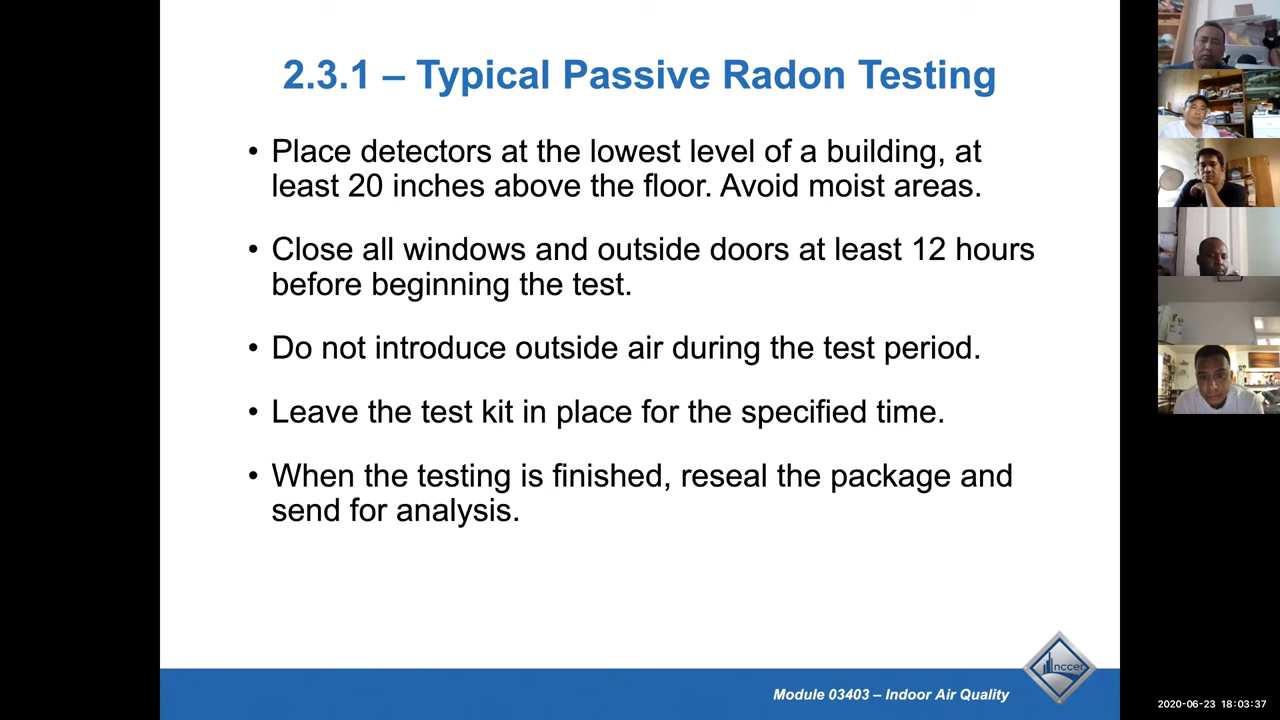 2.3.1 – Typical Passive Radon Testing
• Place detectors at the lowest level of a building, at
least 20 inches above the floor. Avoid moist areas.
• Close all windows and outside doors at least 12 hours
before beginning the test.
• Do not introduce outside air during the test period.
• Leave the test kit in place for the specified time.
• When the testing is finished, reseal the package and
send for analysis.
nccer
Module 03403 – Indoor Air Quality
2020-06-23 18:03:37